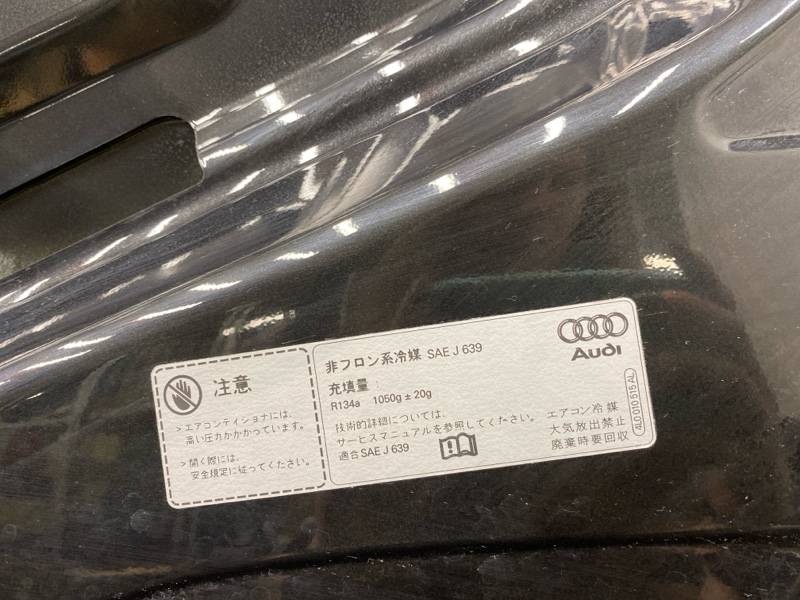 注意
>エアコンディショナには、
高い圧力がかかっています。
>開く際には、
安全規定に従ってください。
非フロン系冷媒 SAE J 639
充填量
R134a 1050g ± 20g
技術的詳細については、
サービスマニュアルを参照してください。
適合SAE J 639
Audi
エアコン冷媒
大気放出禁止
廃棄時要回収
4L0 010 515 AL